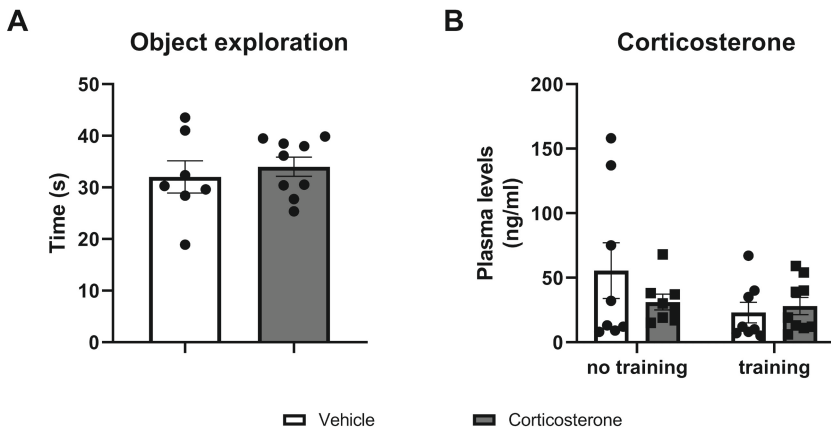 A
Object exploration
Time (s)
50
40
30
20
10
0
B
Corticosterone
Plasma levels
(ng/ml)
200
150
100
50
0
no training
training
Vehicle
Corticosterone